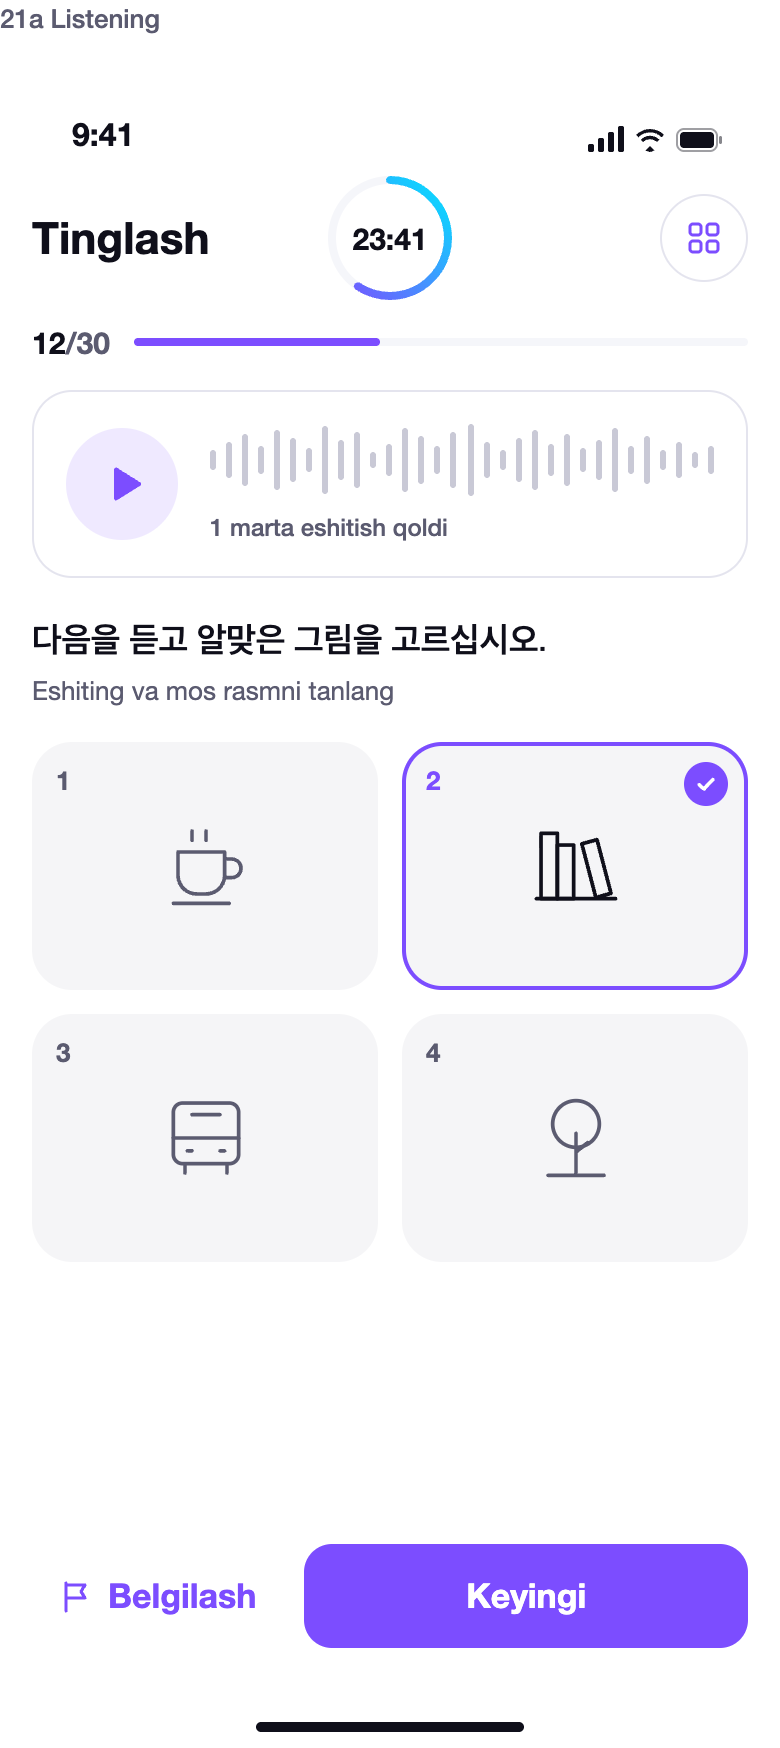 21a Listening
9:41
Tinglash
23:41
12/30
1 marta eshitish qoldi
다음을 듣고 알맞은 그림을 고르십시오.
Eshiting va mos rasmni tanlang
1
2
3
4
Belgilash
Keyingi